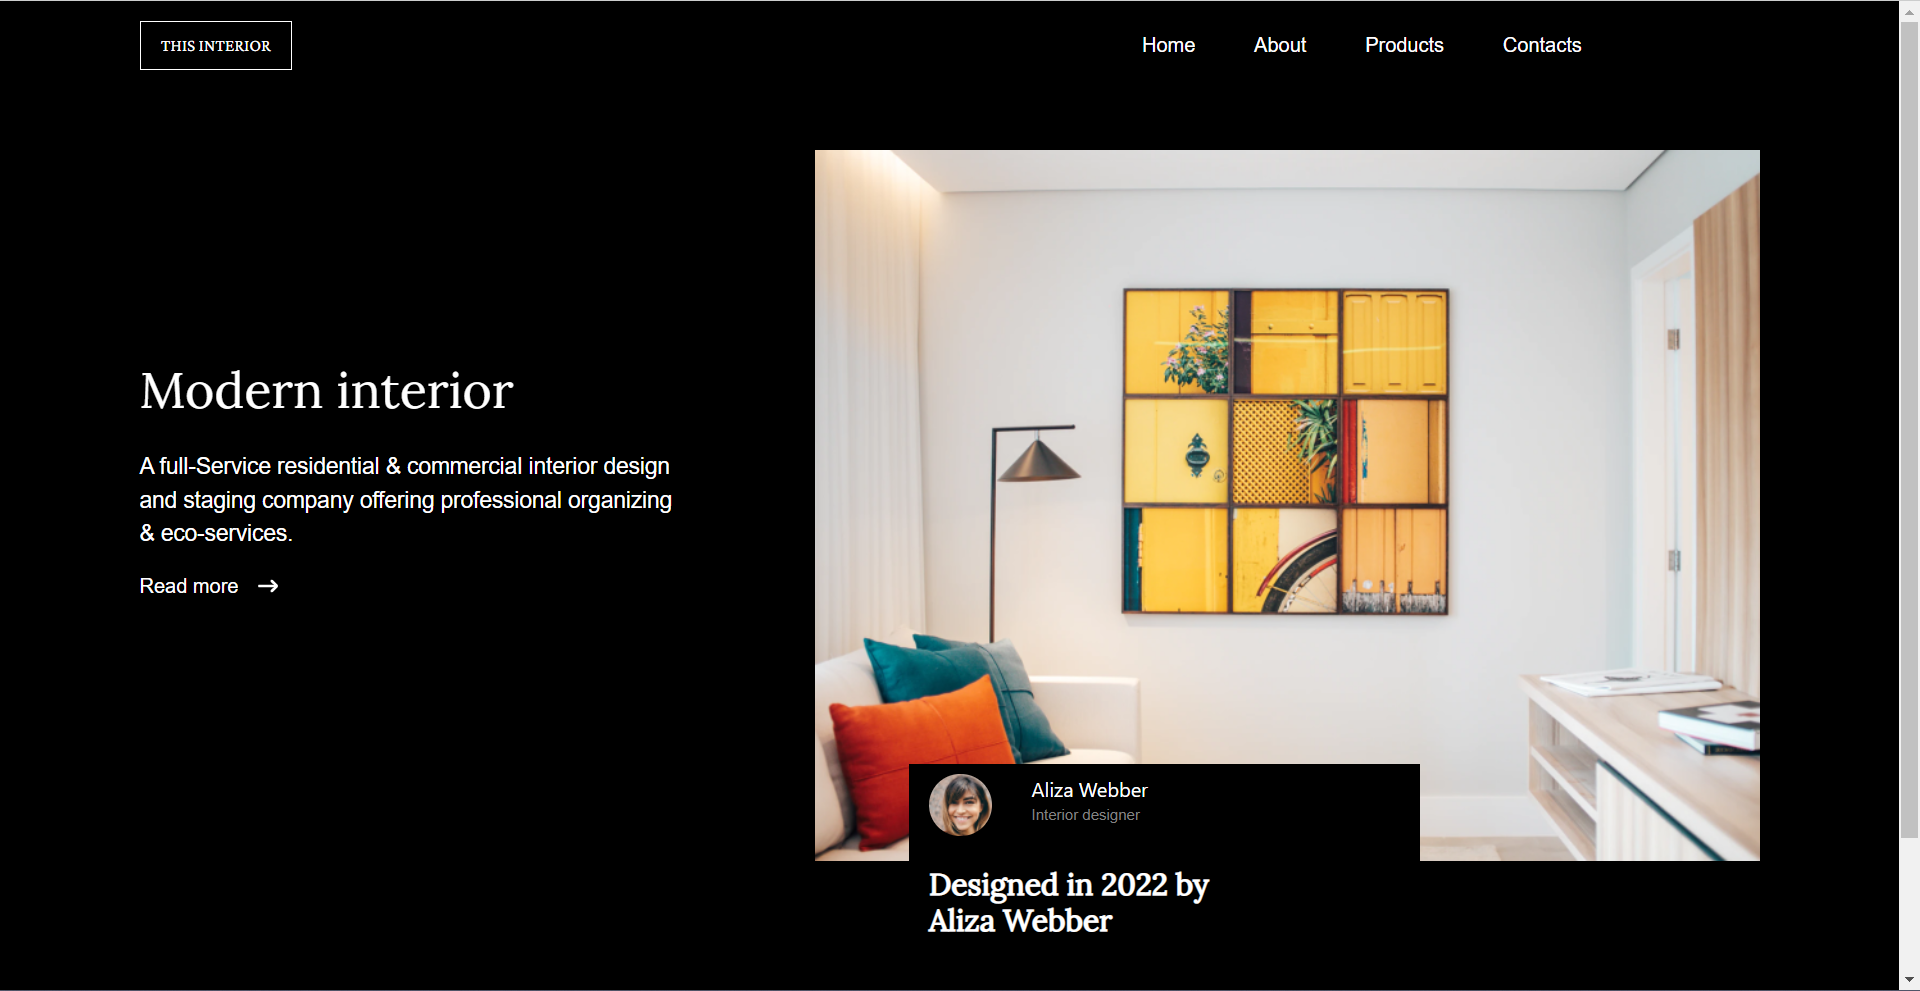 THIS INTERIOR
Home
About
Products
Contacts
Modern interior
A full-Service residential & commercial interior design
and staging company offering professional organizing
& eco-services.
Read more
Aliza Webber
Interior designer
Designed in 2022 by
Aliza Webber